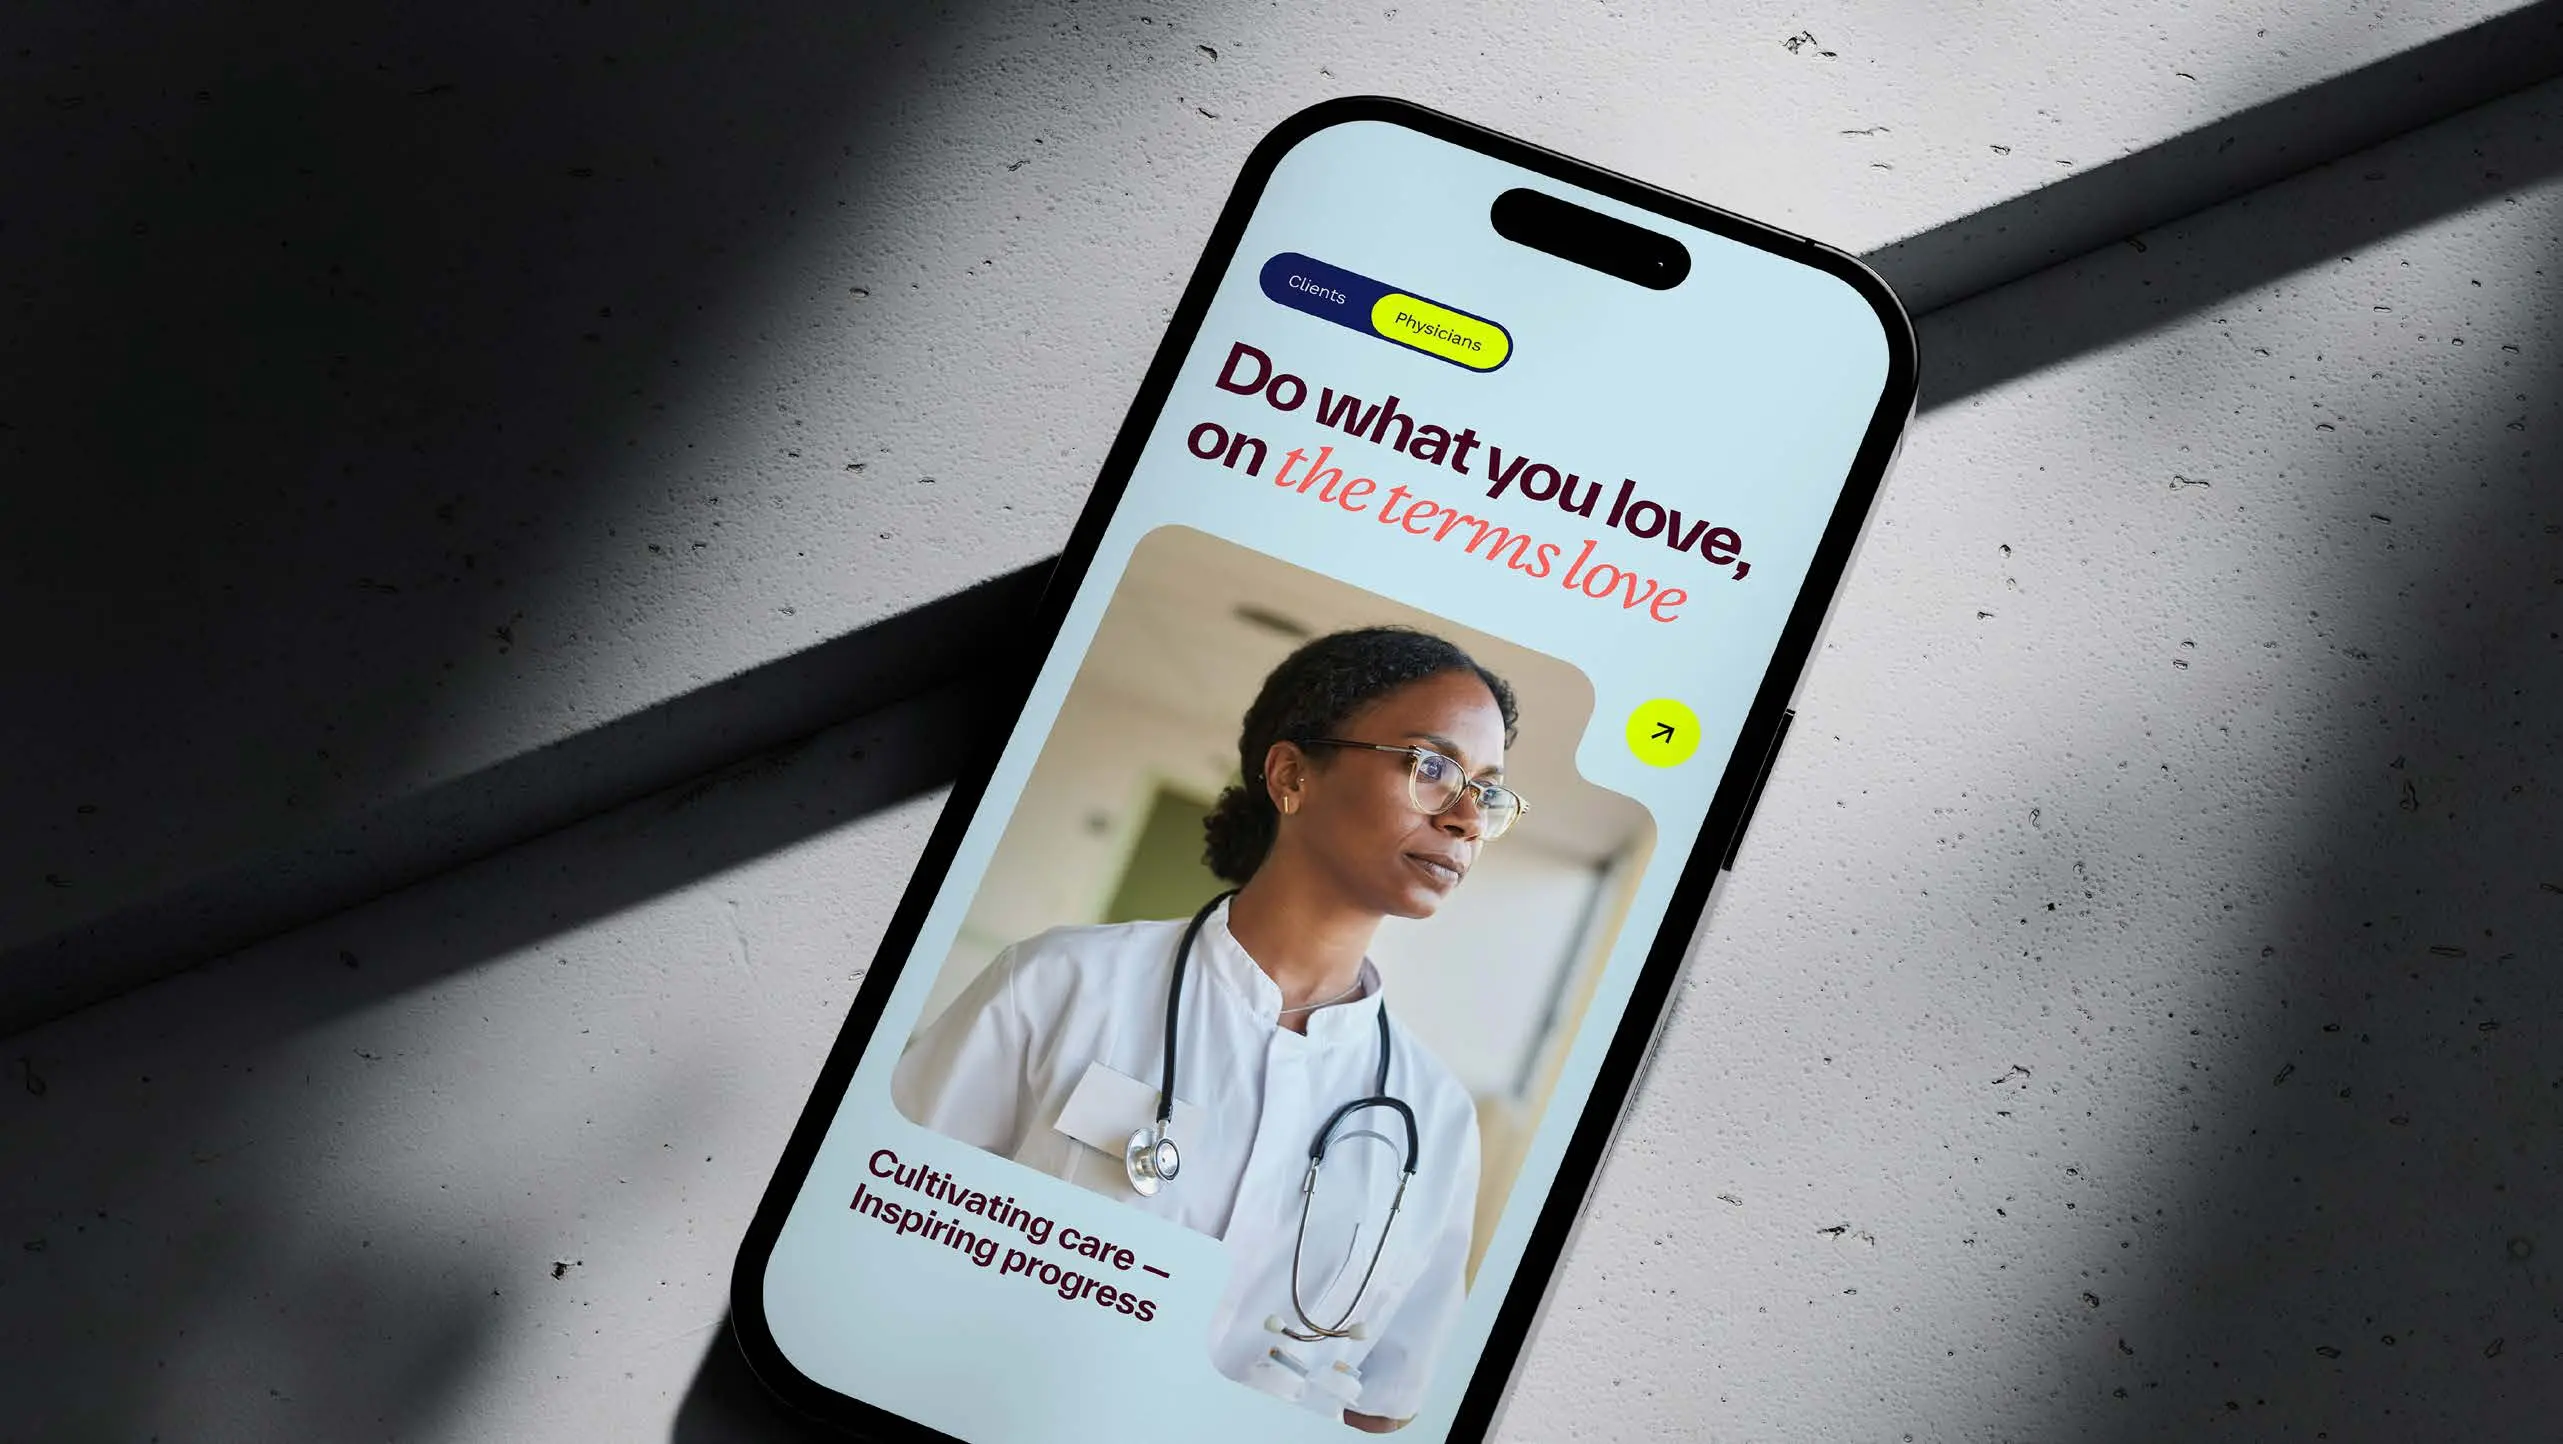 Clients
Physicians
Do what you love,
on the terms love
Cultivating care —
Inspiring progress